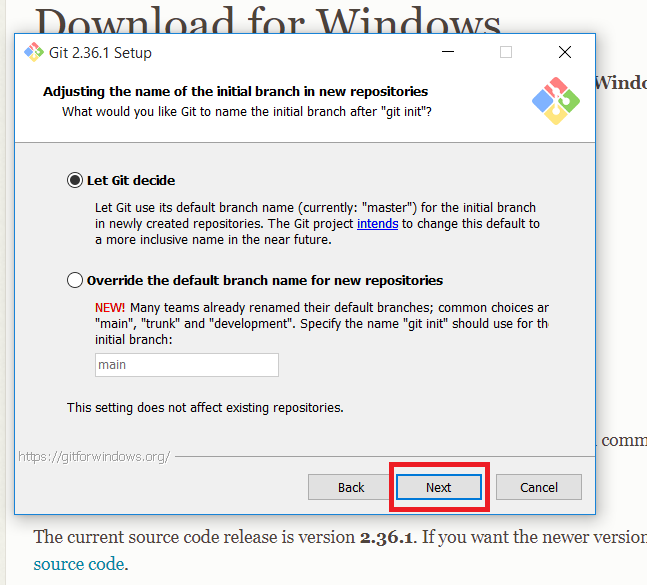 Download for Windows
Git 2.36.1 Setup
Windo
Adjusting the name of the initial branch in new repositories
What would you like Git to name the initial branch after "git init"?
Let Git decide
Let Git use its default branch name (currently: "master") for the initial branch
in newly created repositories. The Git project intends to change this default to
a more inclusive name in the near future.
Override the default branch name for new repositories
NEW! Many teams already renamed their default branches; common choices ar
"main", "trunk" and "development". Specify the name "git init" should use for the
initial branch:
main
This setting does not affect existing repositories.
comm
https://gitforwindows.org/
Back Next Cancel
The current source code release is version 2.36.1. If you want the newer version
source code.